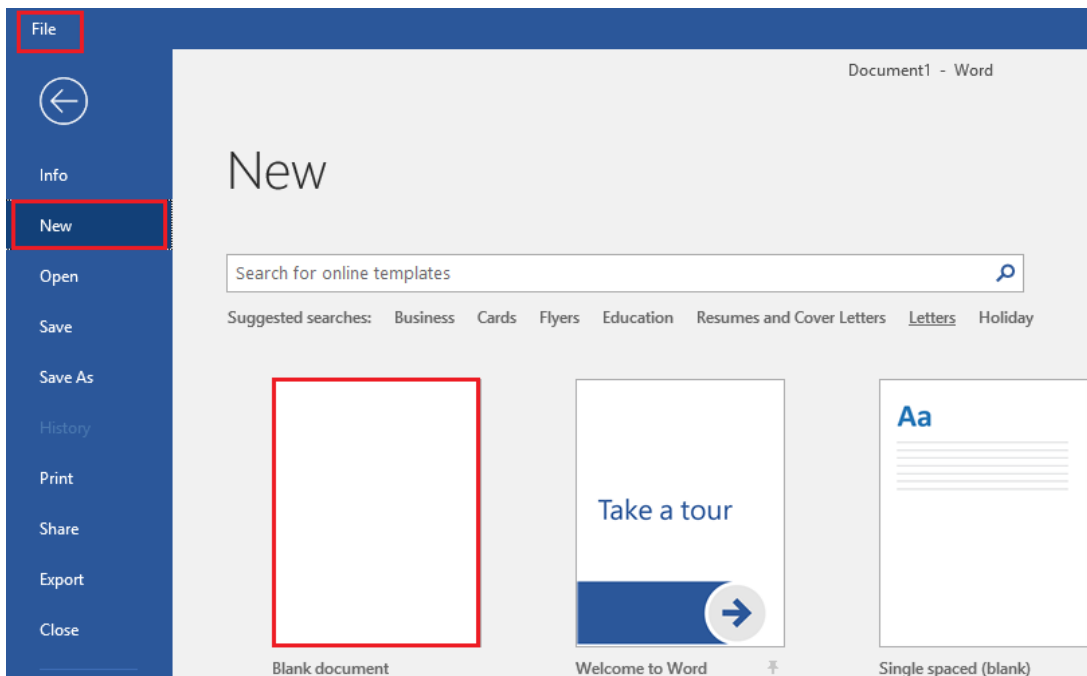 File
Document1 - Word
Info
New
Open
Save
Save As
History
Print
Share
Export
Close
New
Search for online templates
Suggested searches: Business Cards Flyers Education Resumes and Cover Letters Letters Holiday
Aa
Take a tour
Blank document
Welcome to Word
Single spaced (blank)